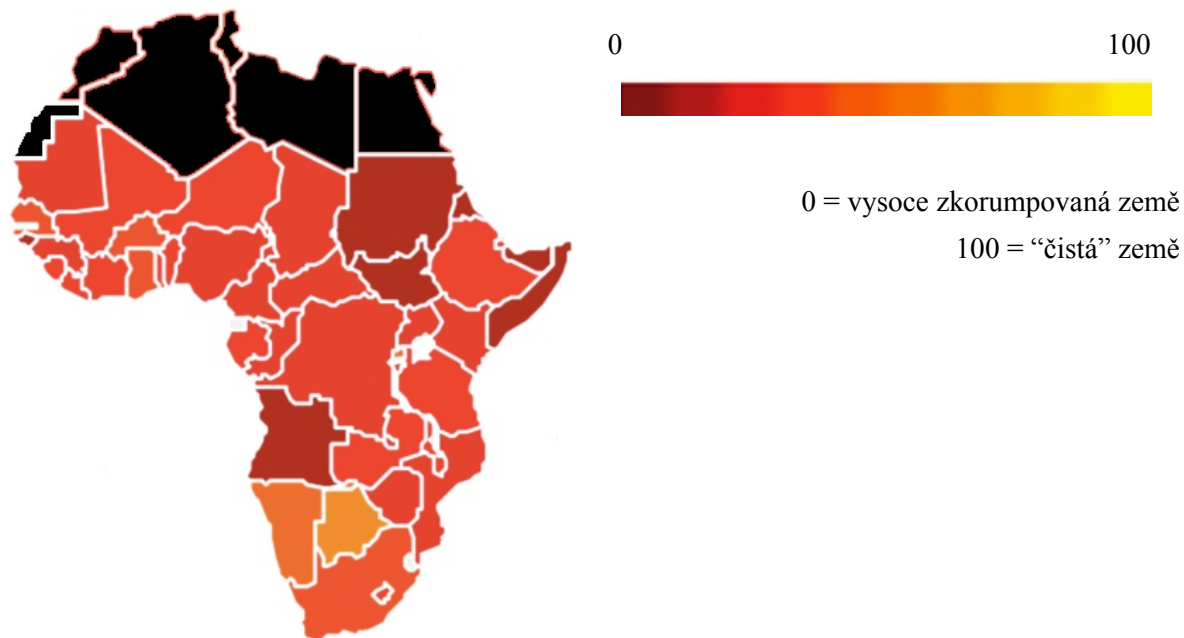 0 100
0 = vysoce zkorumpovaná země
100 = “čistá” země